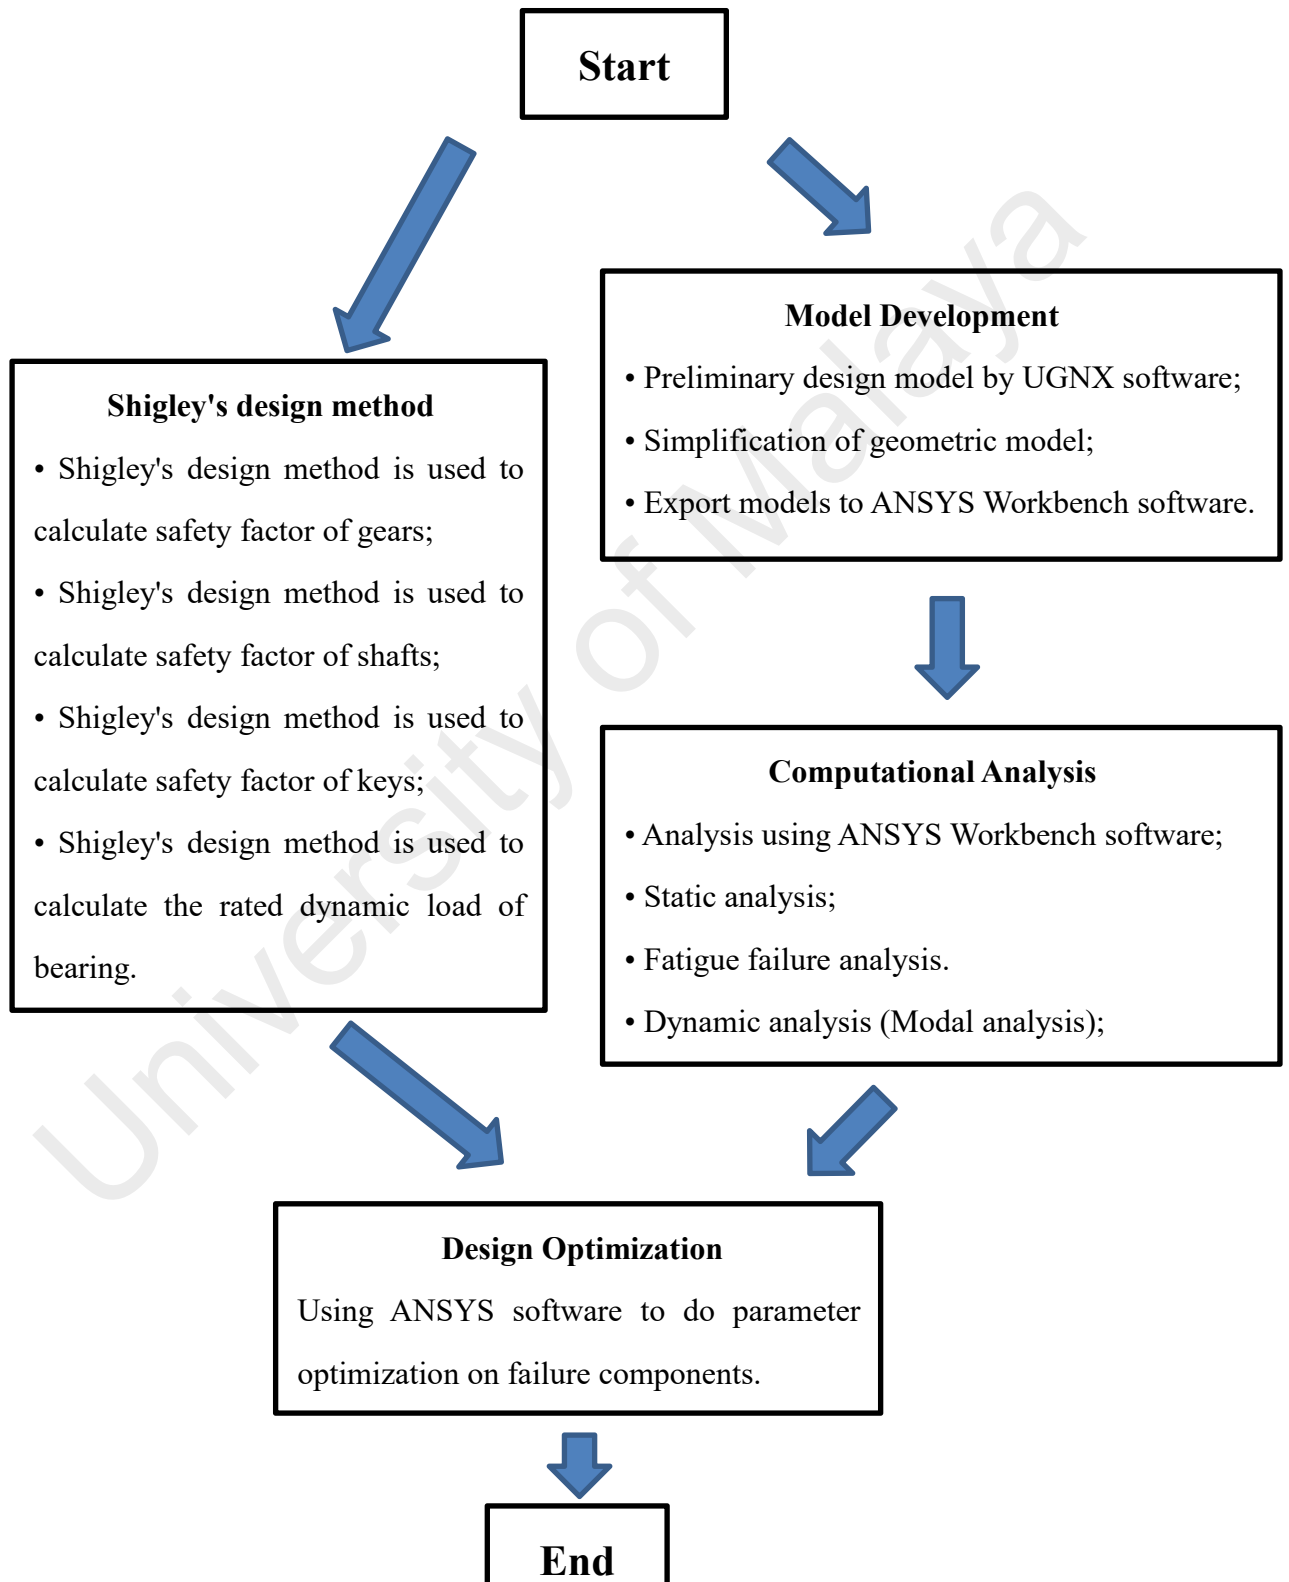 Start
Model Development
• Preliminary design model by UGNX software;
• Simplification of geometric model;
• Export models to ANSYS Workbench software.
Shigley's design method
• Shigley's design method is used to
calculate safety factor of gears;
• Shigley's design method is used to
calculate safety factor of shafts;
• Shigley's design method is used to
calculate safety factor of keys;
• Shigley's design method is used to
calculate the rated dynamic load of
bearing.
Computational Analysis
• Analysis using ANSYS Workbench software;
• Static analysis;
• Fatigue failure analysis.
• Dynamic analysis (Modal analysis);
Design Optimization
Using ANSYS software to do parameter
optimization on failure components.
End
University of Malaya